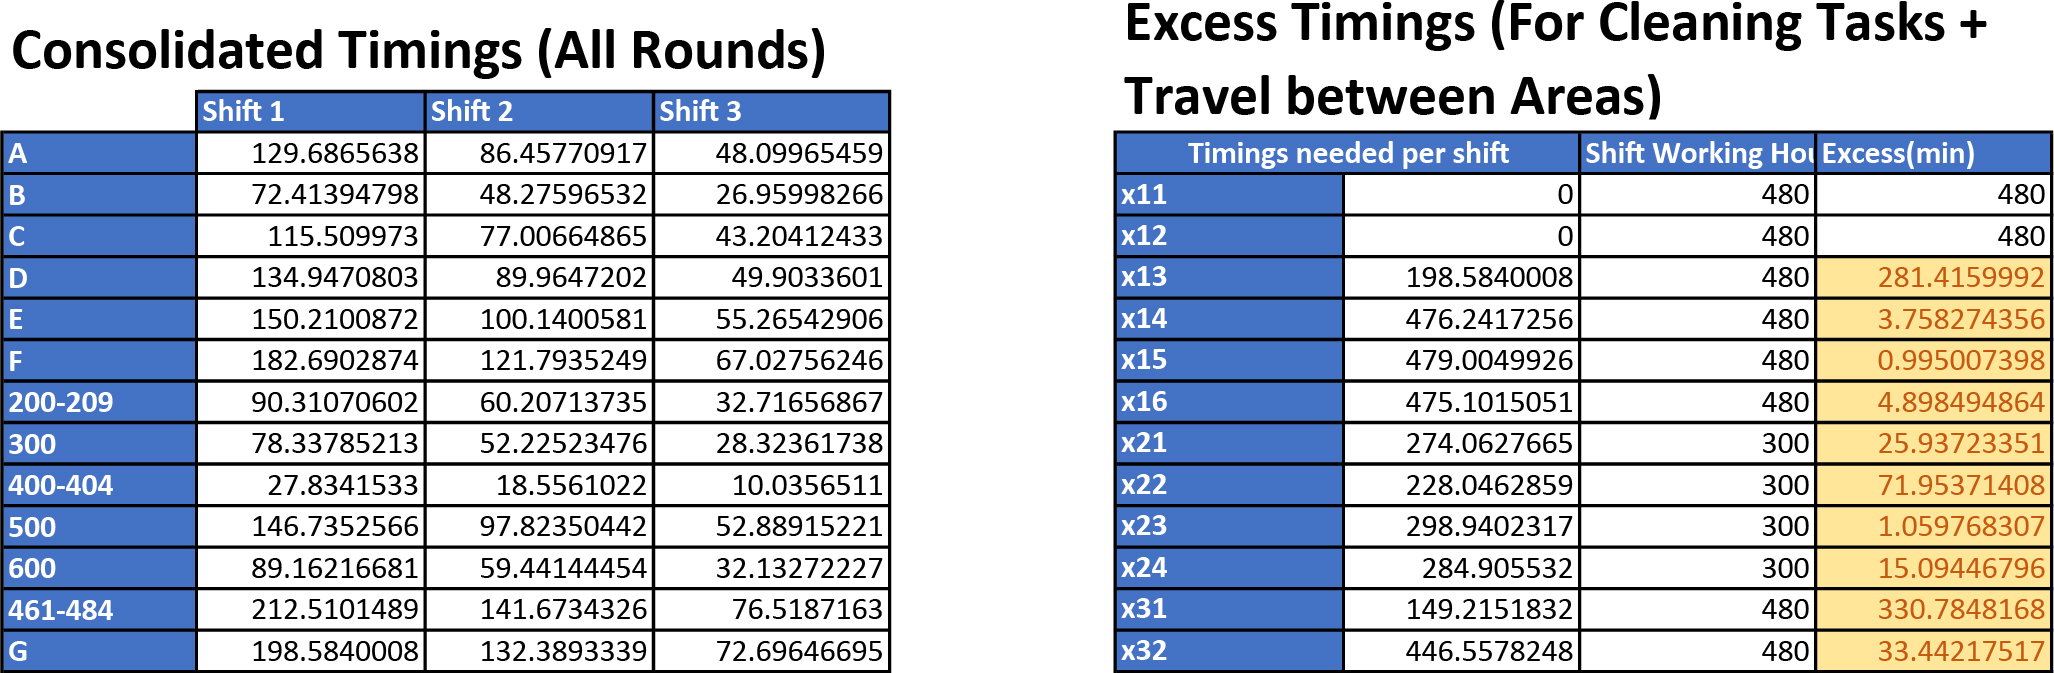 Consolidated Timings (All Rounds)
Shift 1 Shift 2 Shift 3
A 129.6865638 86.45770917 48.09965459
B 72.41394798 48.27596532 26.95998266
C 115.509973 77.00664865 43.20412433
D 134.9470803 89.9647202 49.9033601
E 150.2100872 100.1400581 55.26542906
F 182.6902874 121.7935249 67.02756246
200-209 90.31070602 60.20713735 32.71656867
300 78.33785213 52.22523476 28.32361738
400-404 27.8341533 18.5561022 10.0356511
500 146.7352566 97.82350442 52.88915221
600 89.16216681 59.44144454 32.13272227
461-484 212.5101489 141.6734326 76.5187163
G 198.5840008 132.3893339 72.69646695
Excess Timings (For Cleaning Tasks +
Travel between Areas)
Timings needed per shift Shift Working Hou Excess(min)
x11 0 480 480
x12 0 480 480
x13 198.5840008 480 281.4159992
x14 476.2417256 480 3.758274356
x15 479.0049926 480 0.995007398
x16 475.1015051 480 4.898494864
x21 274.0627665 300 25.93723351
x22 228.0462859 300 71.95371408
x23 298.9402317 300 1.059768307
x24 284.905532 300 15.09446796
x31 149.2151832 480 330.7848168
x32 446.5578248 480 33.44217517